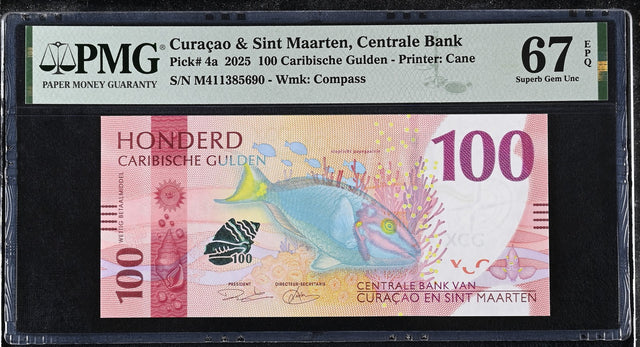 PMG
PAPER MONEY GUARANTY
Curaçao & Sint Maarten, Centrale Bank
Pick# 4a 2025 100 Caribische Gulden - Printer: Cane
S/N M411385690 - Wmk: Compass
67
EPQ
Superb Gem Unc
HONDERD
CARIBISCHE GULDEN
100
WETTIG BETAALMIDDEL
100
100
PRESIDENT
DIRECTEUR-SECRETARIS
CENTRALE BANK VAN
CURAÇAO EN SINT MAARTEN